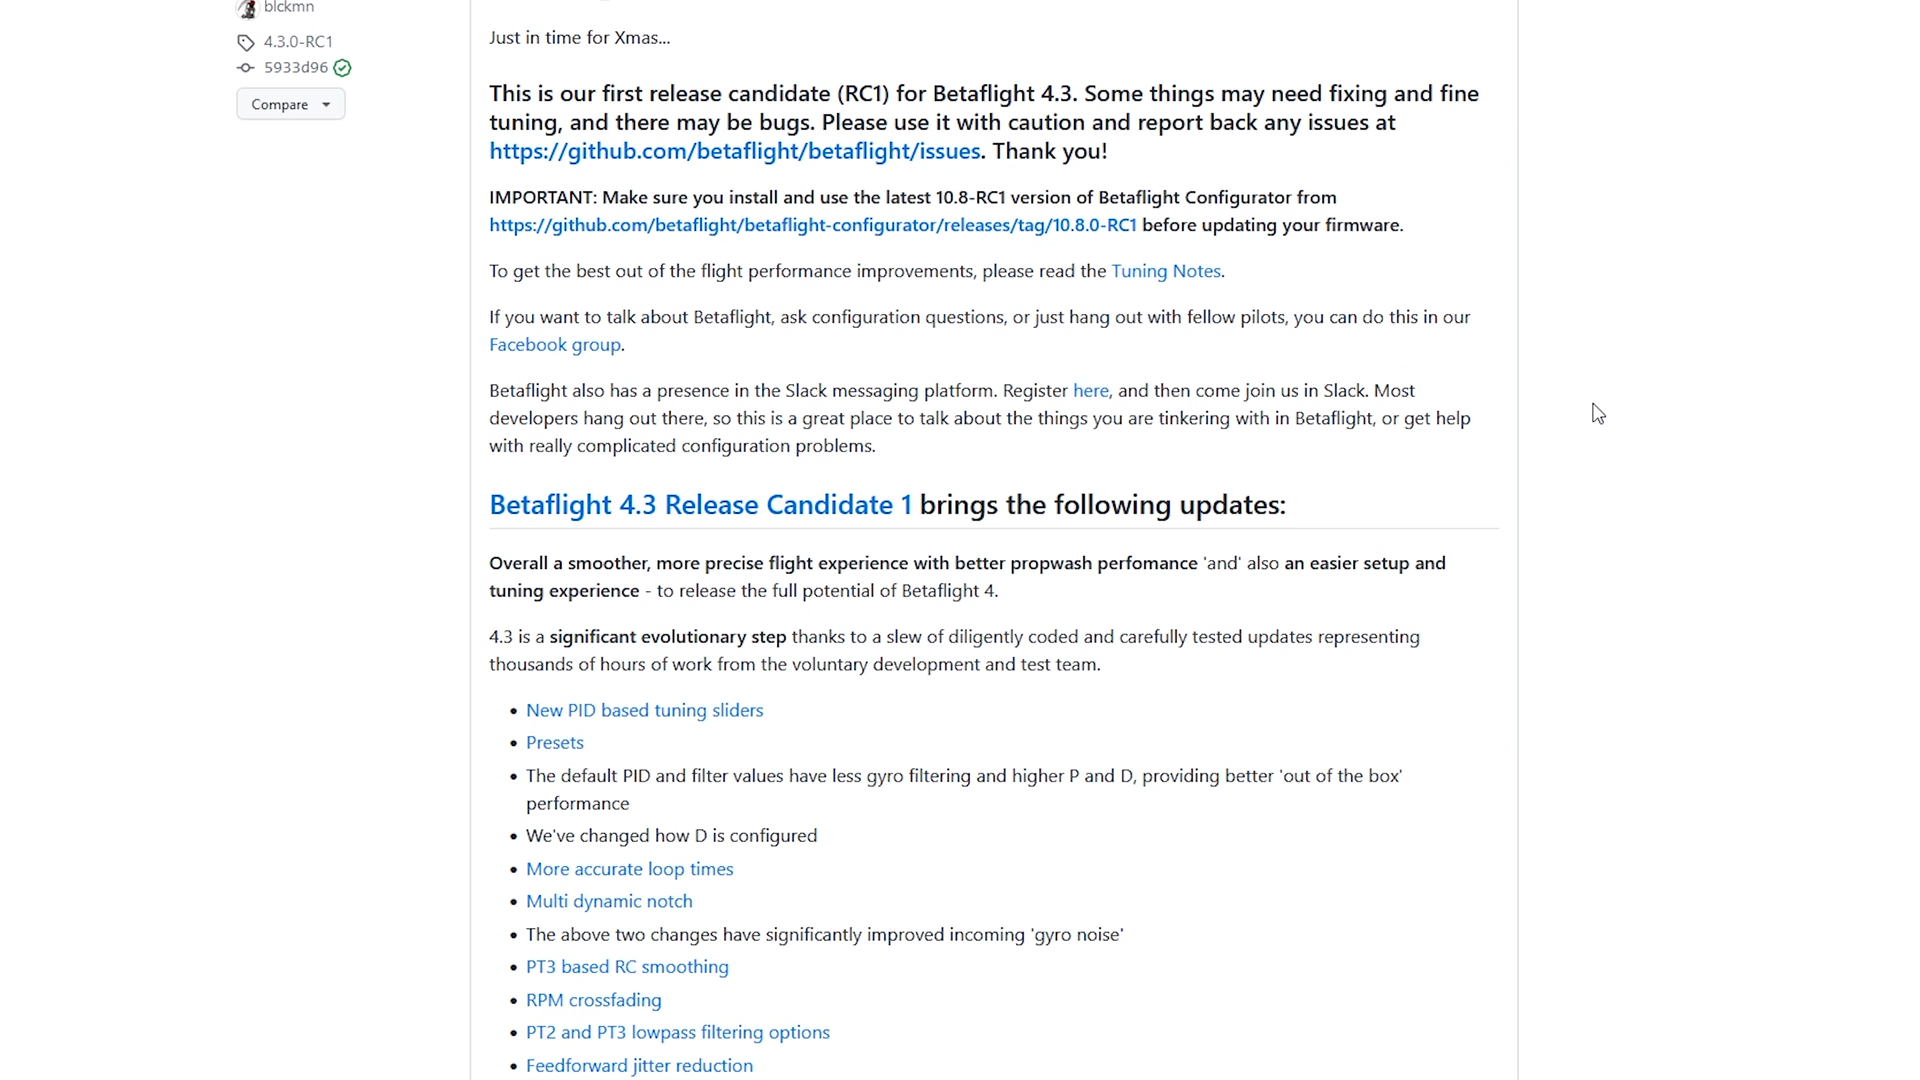 blckmn
4.3.0-RC1
5933d96
Compare
Just in time for Xmas...
This is our first release candidate (RC1) for Betaflight 4.3. Some things may need fixing and fine
tuning, and there may be bugs. Please use it with caution and report back any issues at
https://github.com/betaflight/betaflight/issues. Thank you!
IMPORTANT: Make sure you install and use the latest 10.8-RC1 version of Betaflight Configurator from
https://github.com/betaflight/betaflight-configurator/releases/tag/10.8.0-RC1 before updating your firmware.
To get the best out of the flight performance improvements, please read the Tuning Notes.
If you want to talk about Betaflight, ask configuration questions, or just hang out with fellow pilots, you can do this in our
Facebook group.
Betaflight also has a presence in the Slack messaging platform. Register here, and then come join us in Slack. Most
developers hang out there, so this is a great place to talk about the things you are tinkering with in Betaflight, or get help
with really complicated configuration problems.
Betaflight 4.3 Release Candidate 1 brings the following updates:
Overall a smoother, more precise flight experience with better propwash perfomance 'and' also an easier setup and
tuning experience - to release the full potential of Betaflight 4.
4.3 is a significant evolutionary step thanks to a slew of diligently coded and carefully tested updates representing
thousands of hours of work from the voluntary development and test team.
• New PID based tuning sliders
• Presets
• The default PID and filter values have less gyro filtering and higher P and D, providing better 'out of the box'
performance
• We've changed how D is configured
• More accurate loop times
• Multi dynamic notch
• The above two changes have significantly improved incoming 'gyro noise'
• PT3 based RC smoothing
• RPM crossfading
• PT2 and PT3 lowpass filtering options
• Feedforward jitter reduction